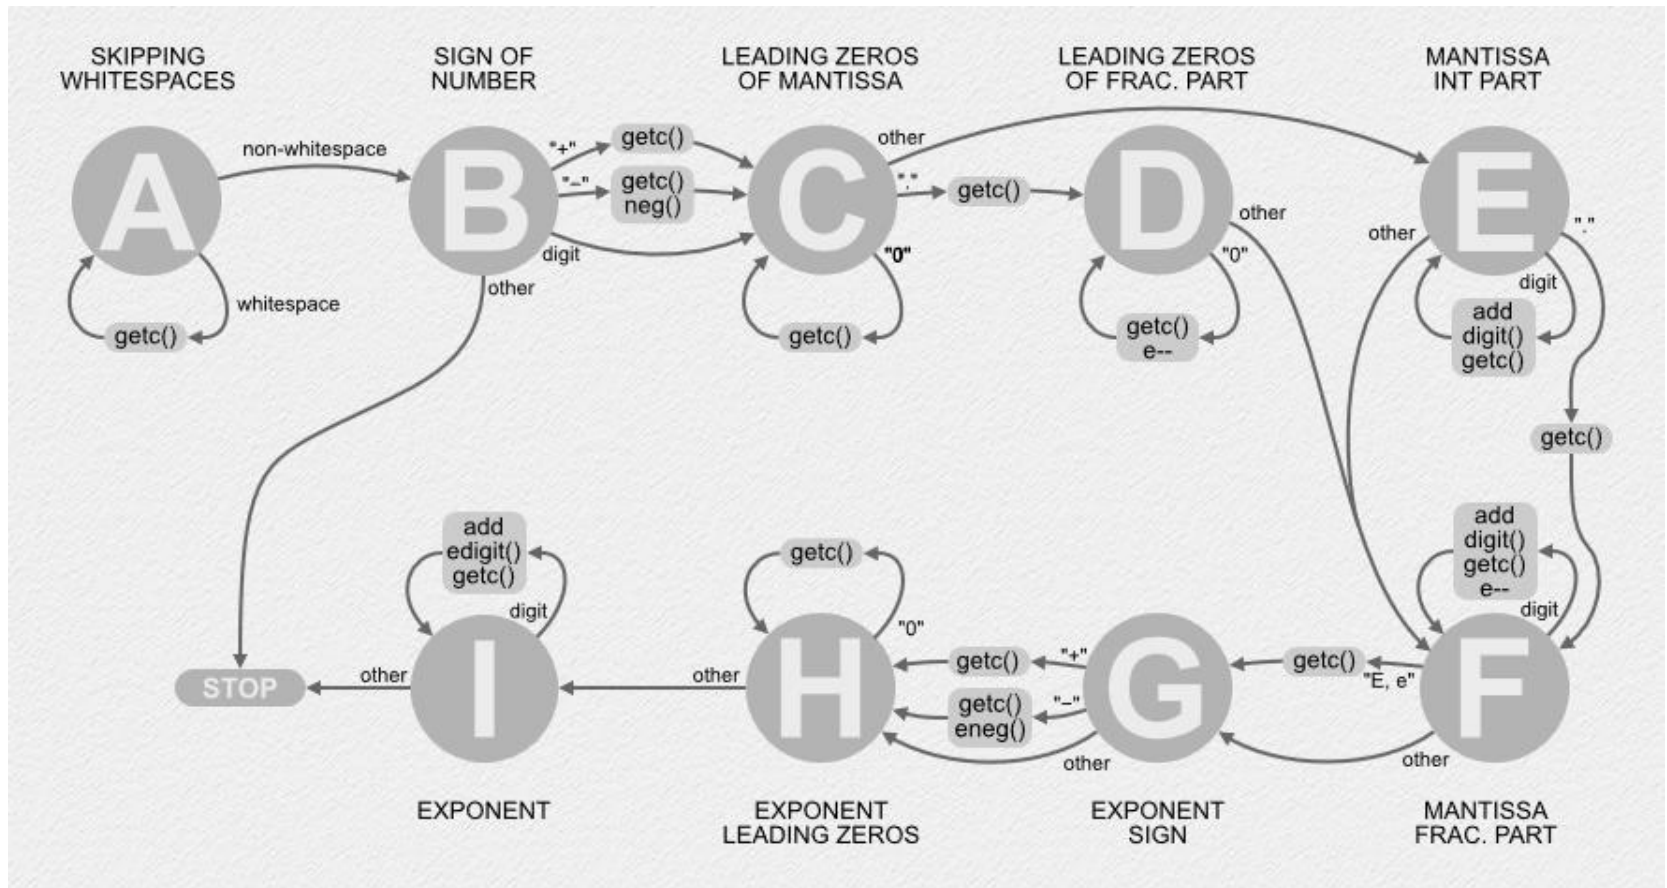 SKIPPING
WHITESPACES
SIGN OF
NUMBER
LEADING ZEROS
OF MANTISSA
LEADING ZEROS
OF FRAC. PART
MANTISSA
INT PART
A
non-whitespace
whitespace
getc()
B
"+"
getc()
"–"
getc()
neg()
digit
other
C
other
"."
getc()
"0"
getc()
D
other
"0"
getc()
e--
E
other
"."
digit
add
digit()
getc()
getc()
add
edigit()
getc()
digit
I
other
STOP
getc()
"0"
H
other
"+"
getc()
"–"
getc()
eneg()
other
G
getc()
"E, e"
other
add
digit()
getc()
e--
digit
F
EXPONENT
EXPONENT
LEADING ZEROS
EXPONENT
SIGN
MANTISSA
FRAC. PART